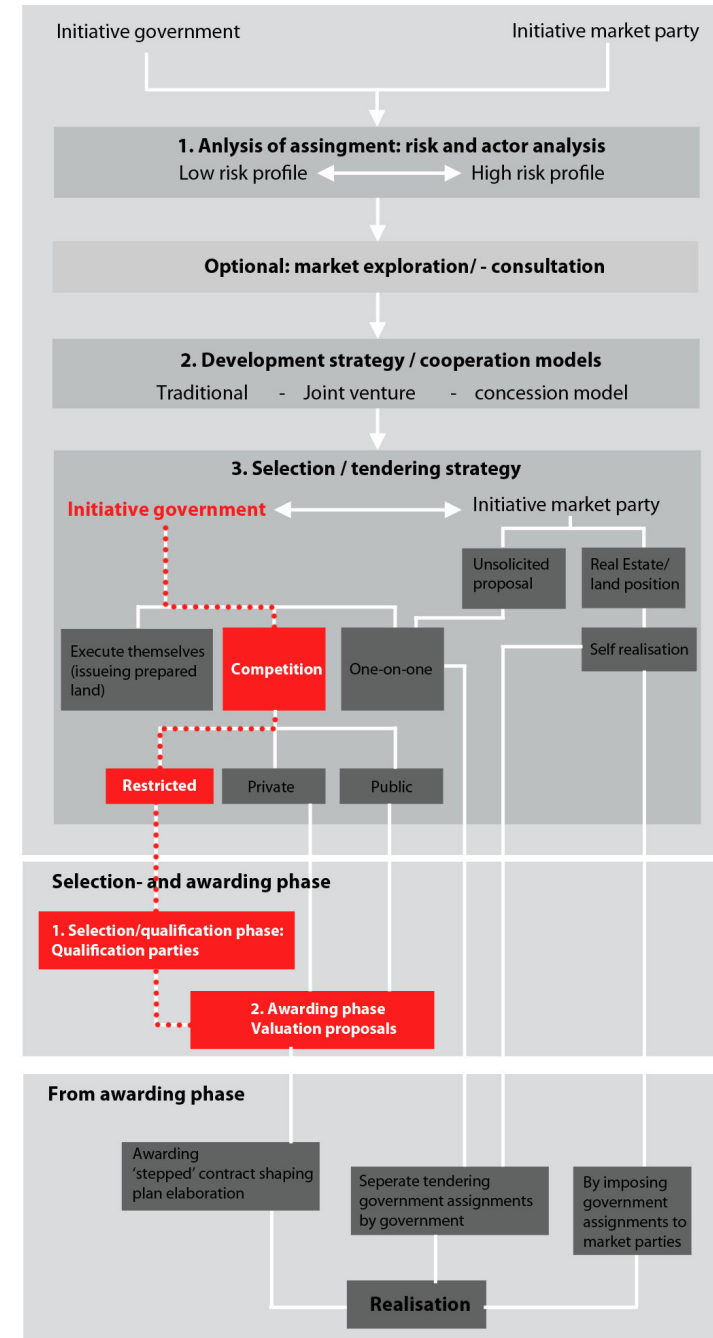 Initiative government
Initiative market party
1. Anlysis of assingment: risk and actor analysis
Low risk profile
High risk profile
Optional: market exploration/ - consultation
2. Development strategy / cooperation models
Traditional - Joint venture - concession model
3. Selection / tendering strategy
Initiative government
Initiative market party
Unsolicited
proposal
Real Estate/
land position
Execute themselves
(issueing prepared
land)
Competition
One-on-one
Self realisation
Restricted
Private
Public
Selection- and awarding phase
1. Selection/qualification phase:
Qualification parties
2. Awarding phase
Valuation proposals
From awarding phase
Awarding
‘stepped’ contract shaping
plan elaboration
Seperate tendering
government assignments
by government
By imposing
government
assignments to
market parties
Realisation